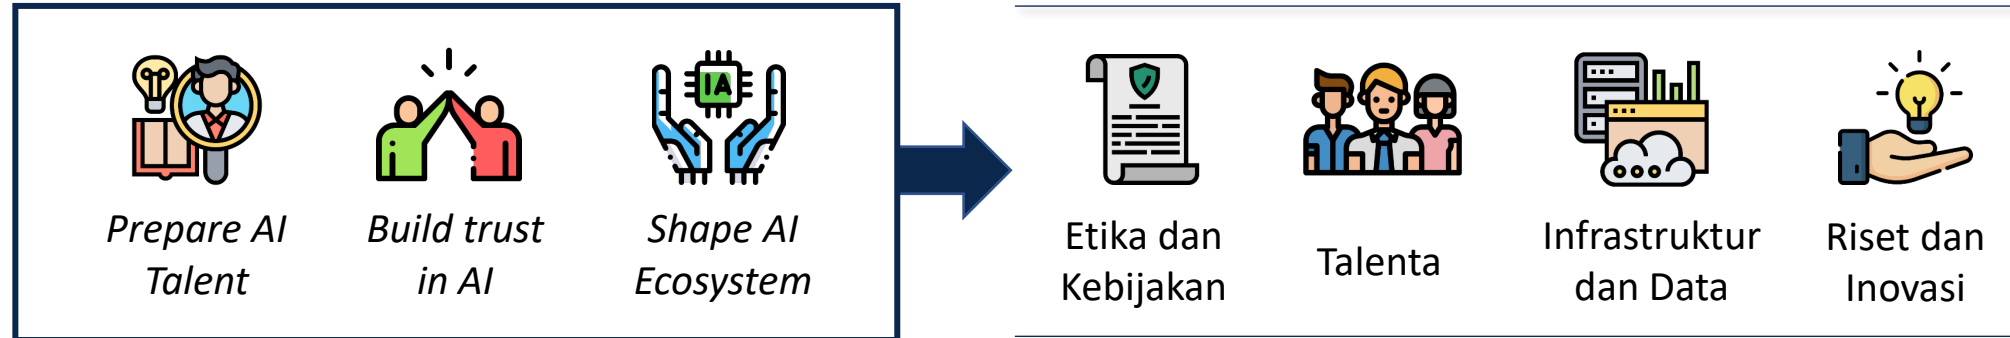 Prepare AI
Talent
Build trust
in AI
IA
Shape AI
Ecosystem
Etika dan
Kebijakan
Talenta
Infrastruktur
dan Data
Riset dan
Inovasi